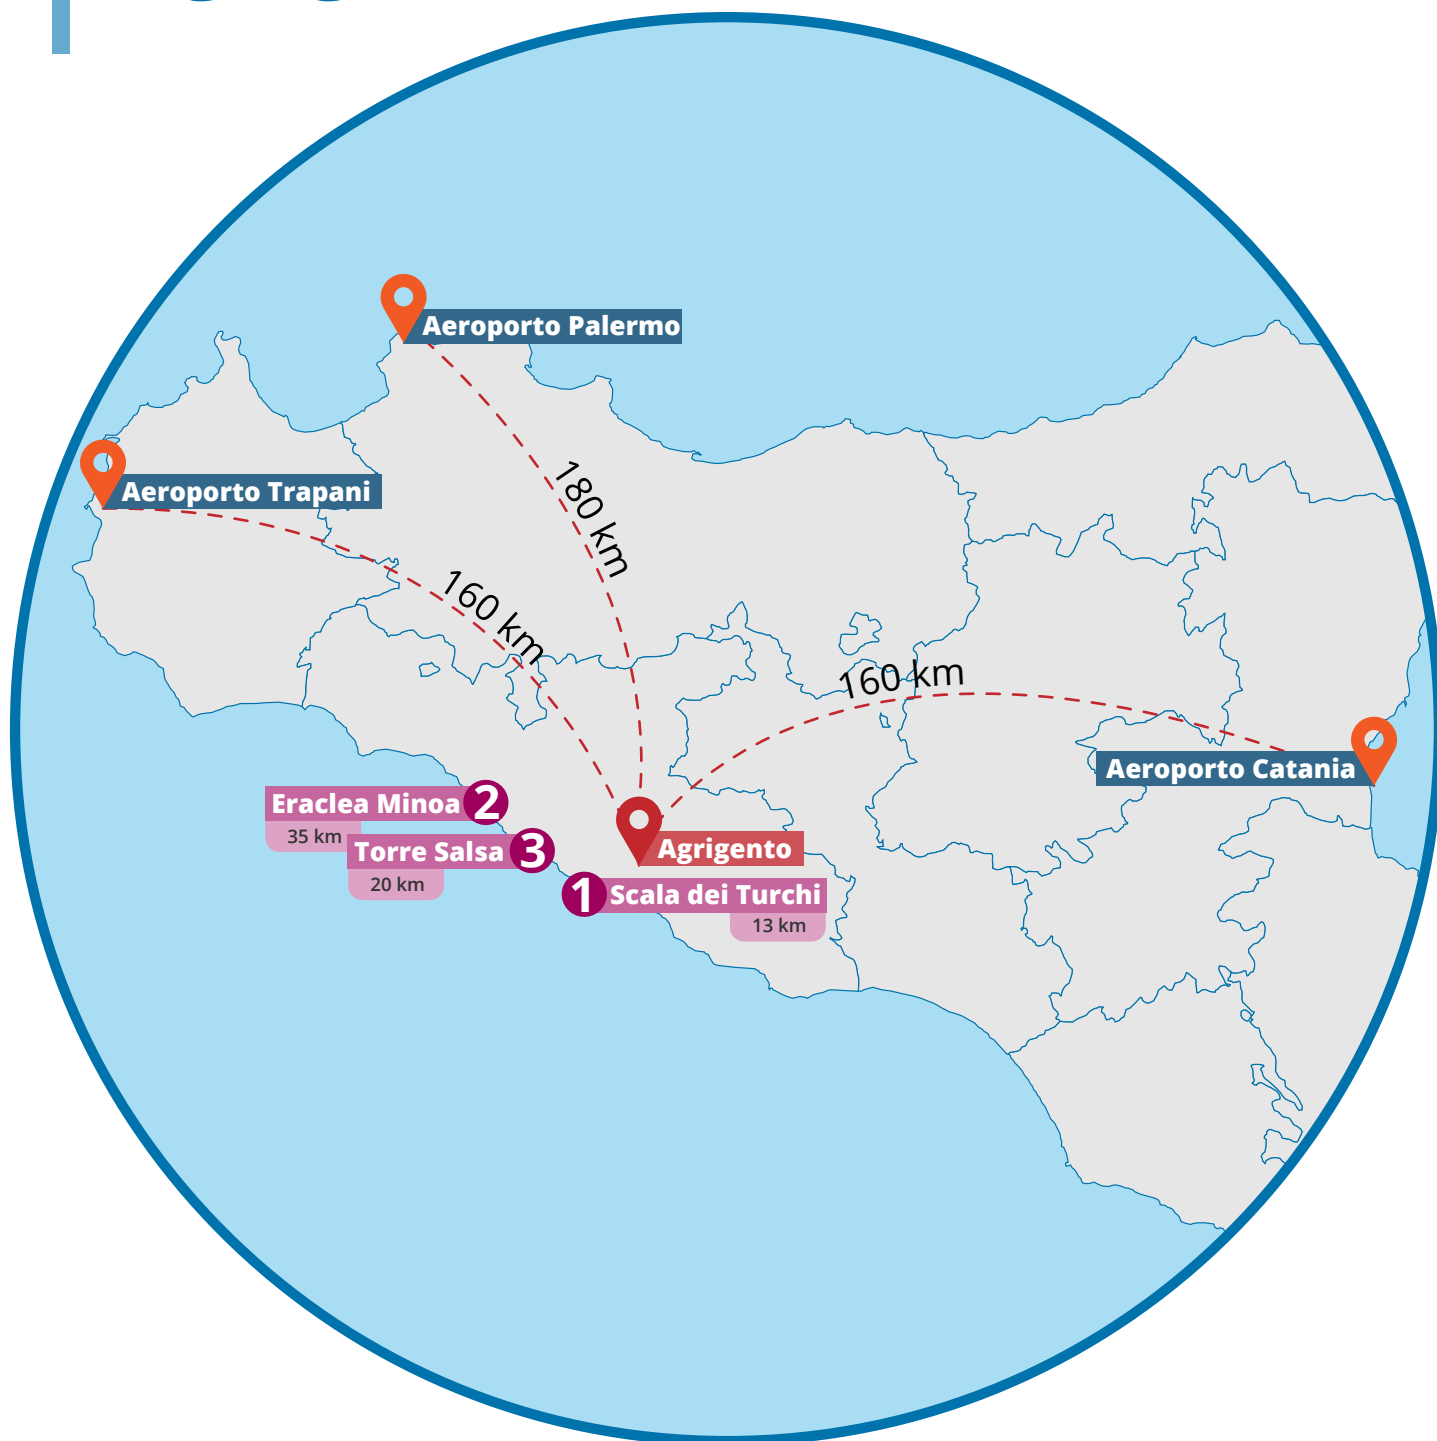 Aeroporto Palermo
Aeroporto Trapani
180 km
160 km
160 km
Aeroporto Catania
Eraclea Minoa 2
35 km
Torre Salsa 3
20 km
Agrigento
1 Scala dei Turchi
13 km